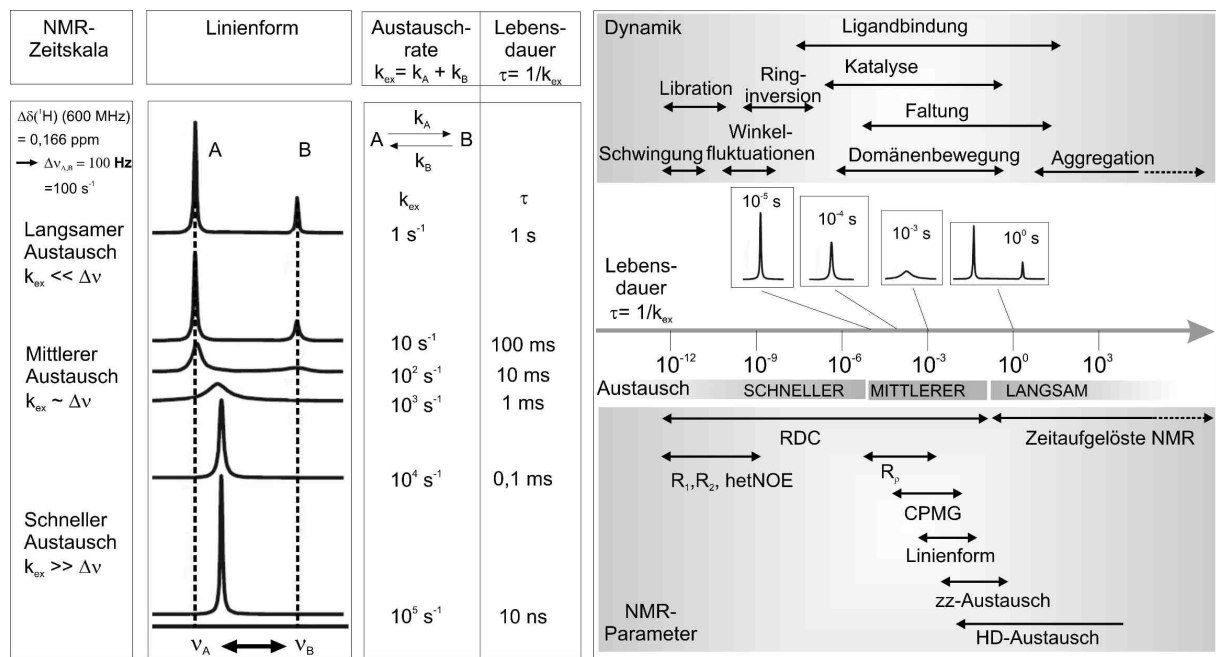 NMR-
Zeitskala
Linienform
Austausch-
rate
k_ex = k_A + k_B
Lebens-
dauer
τ= 1/k_ex
Δδ(¹H) (600 MHz)
= 0,166 ppm
→ Δν_A,B = 100 Hz
=100 s⁻¹
Langsamer
Austausch
k_ex << Δν
Mittlerer
Austausch
k_ex ~ Δν
Schneller
Austausch
k_ex >> Δν
A
B
ν_A
ν_B
k_A
A
B
k_B
k_ex
τ
1 s⁻¹
1 s
10 s⁻¹
100 ms
10² s⁻¹
10 ms
10³ s⁻¹
1 ms
10⁴ s⁻¹
0,1 ms
10⁵ s⁻¹
10 ns
Dynamik
Ligandbindung
Katalyse
Ring-
inversion
Libration
Faltung
Winkel-
fluktuationen
Schwingung
Domänenbewegung
Aggregation
10⁻⁵ s
10⁻⁴ s
10⁻³ s
10⁰ s
Lebens-
dauer
τ= 1/k_ex
10⁻¹²
10⁻⁹
10⁻⁶
10⁻³
10⁰
10³
Austausch
SCHNELLER
MITTLERER
LANGSAM
RDC
Zeitaufgelöste NMR
R₁,R₂, hetNOE
R_ρ
CPMG
Linienform
zz-Austausch
HD-Austausch
NMR-
Parameter